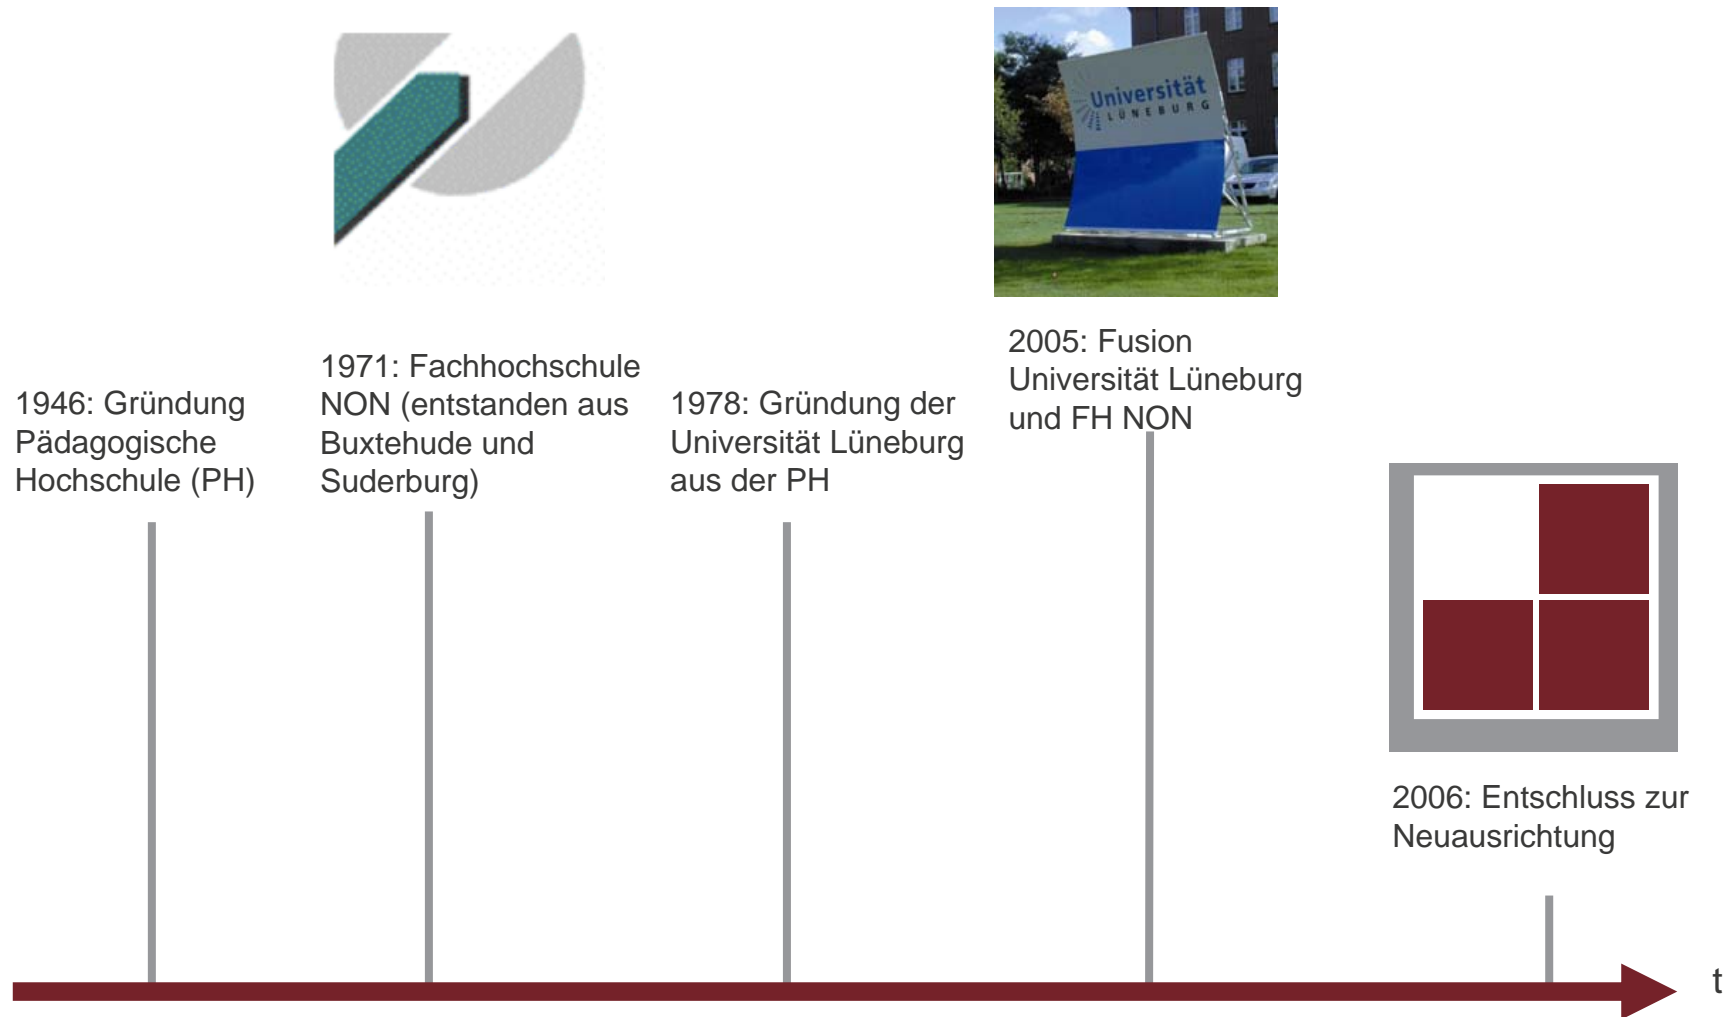 Universität
LÜNEBURG
1946: Gründung
Pädagogische
Hochschule (PH)
1971: Fachhochschule
NON (entstanden aus
Buxtehude und
Suderburg)
1978: Gründung der
Universität Lüneburg
aus der PH
2005: Fusion
Universität Lüneburg
und FH NON
2006: Entschluss zur
Neuausrichtung
t